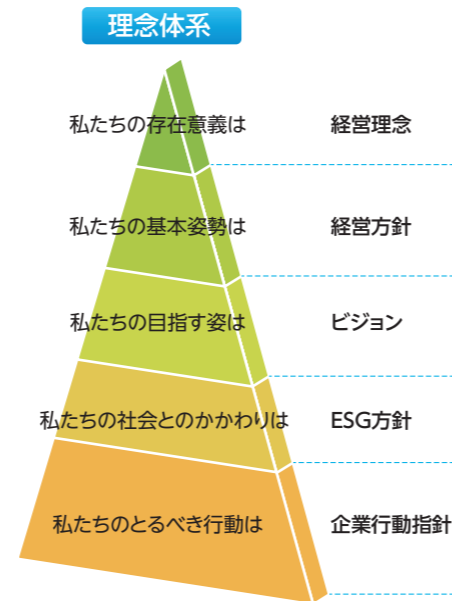 理念体系
私たちの存在意義は 経営理念
私たちの基本姿勢は 経営方針
私たちの目指す姿は ビジョン
私たちの社会とのかかわりは ESG方針
私たちのとるべき行動は 企業行動指針